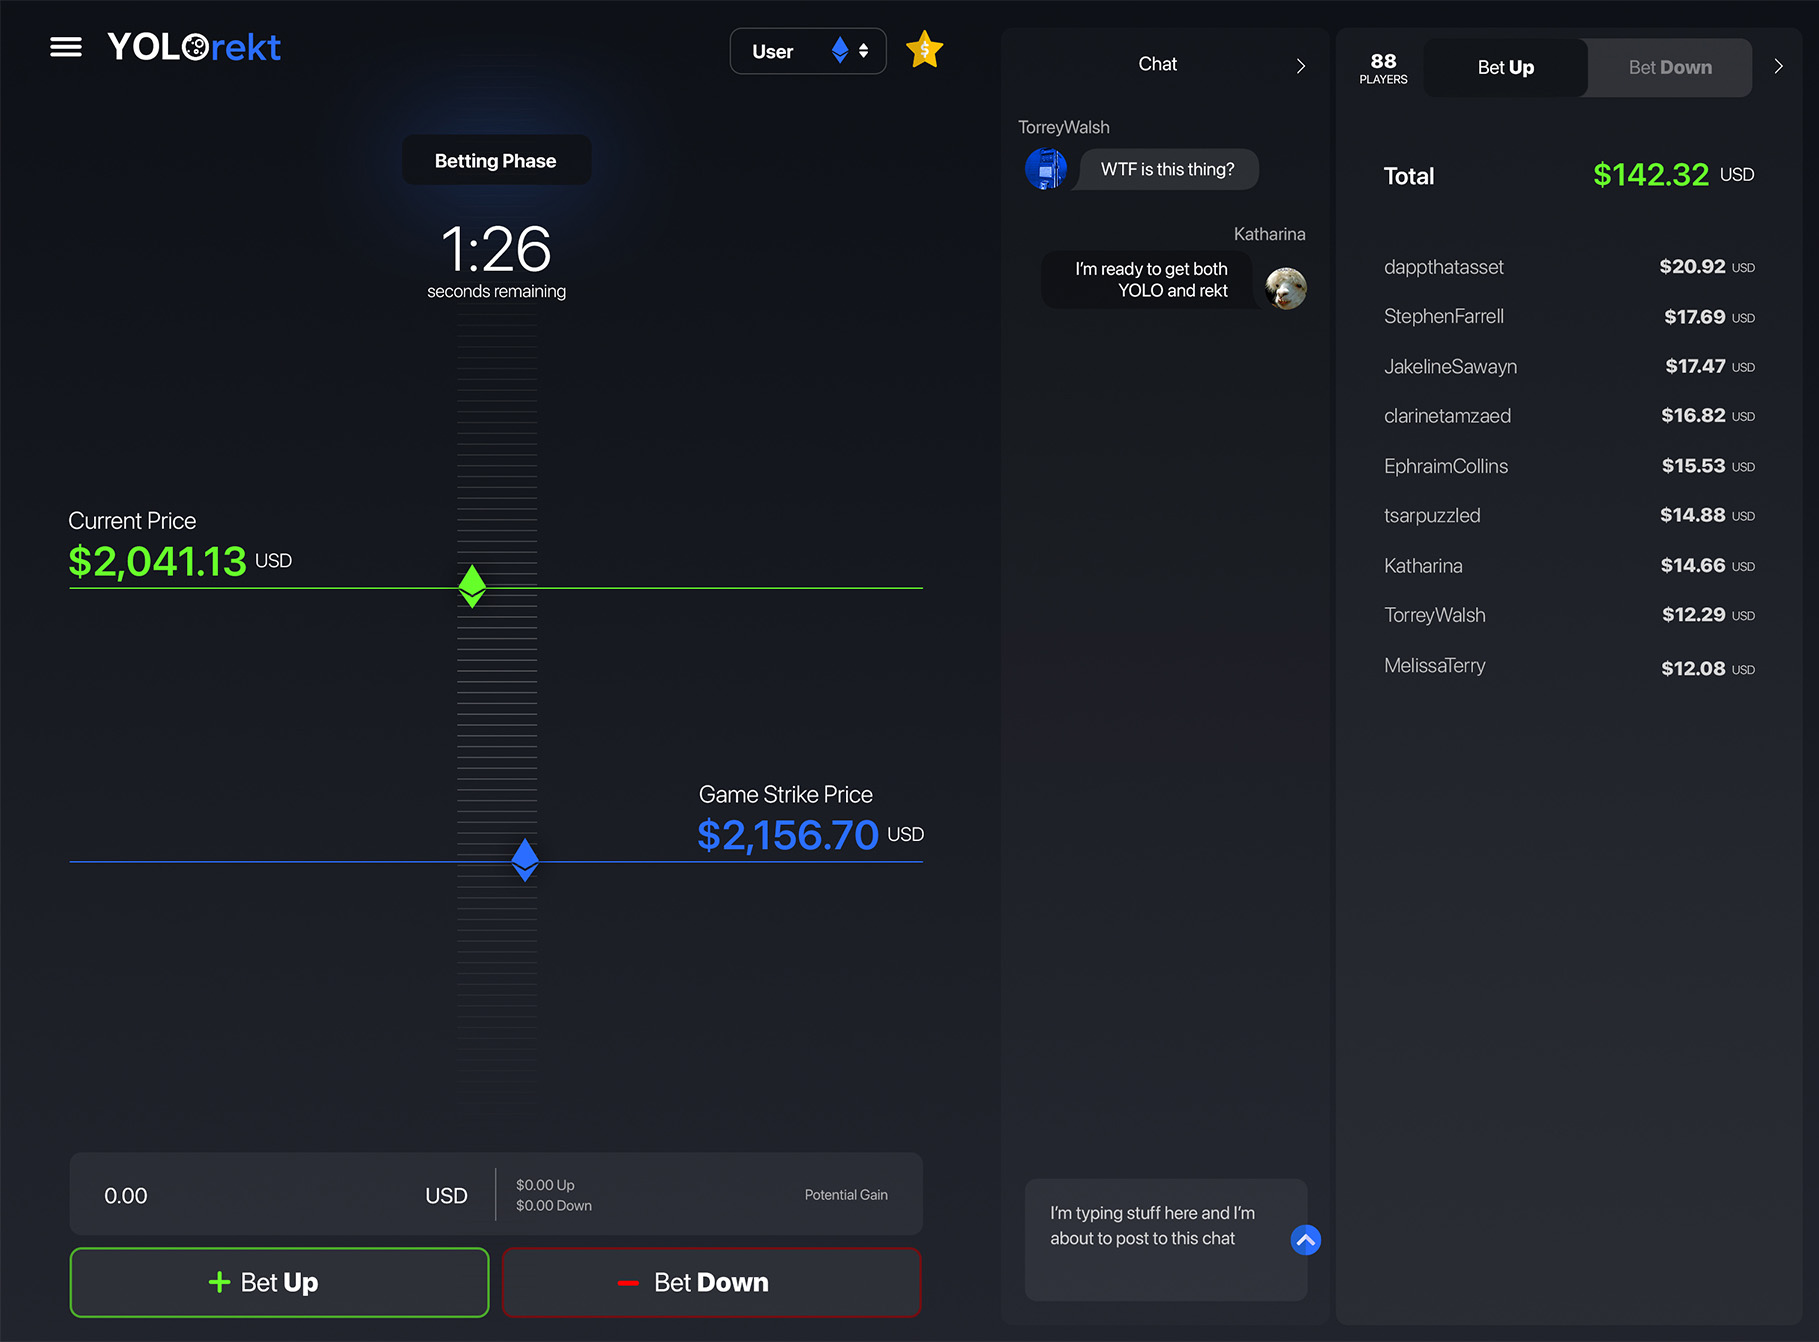 YOLOrekt
User
$
Betting Phase
1:26
seconds remaining
Current Price
$2,041.13 USD
Game Strike Price
$2,156.70 USD
0.00 USD
$0.00 Up
$0.00 Down
Potential Gain
+ Bet Up
− Bet Down
Chat
TorreyWalsh
WTF is this thing?
Katharina
I'm ready to get both
YOLO and rekt
I'm typing stuff here and I'm
about to post to this chat
88
PLAYERS
Bet Up
Bet Down
Total $142.32 USD
dappthatasset $20.92 USD
StephenFarrell $17.69 USD
JakelineSawayn $17.47 USD
clarinetamzaed $16.82 USD
EphraimCollins $15.53 USD
tsarpuzzled $14.88 USD
Katharina $14.66 USD
TorreyWalsh $12.29 USD
MelissaTerry $12.08 USD